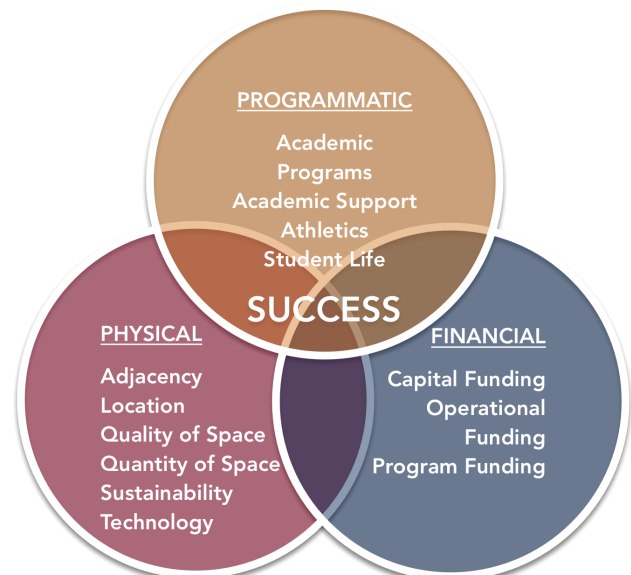 PROGRAMMATIC
Academic
Programs
Academic Support
Athletics
Student Life
SUCCESS
PHYSICAL
Adjacency
Location
Quality of Space
Quantity of Space
Sustainability
Technology
FINANCIAL
Capital Funding
Operational
Funding
Program Funding